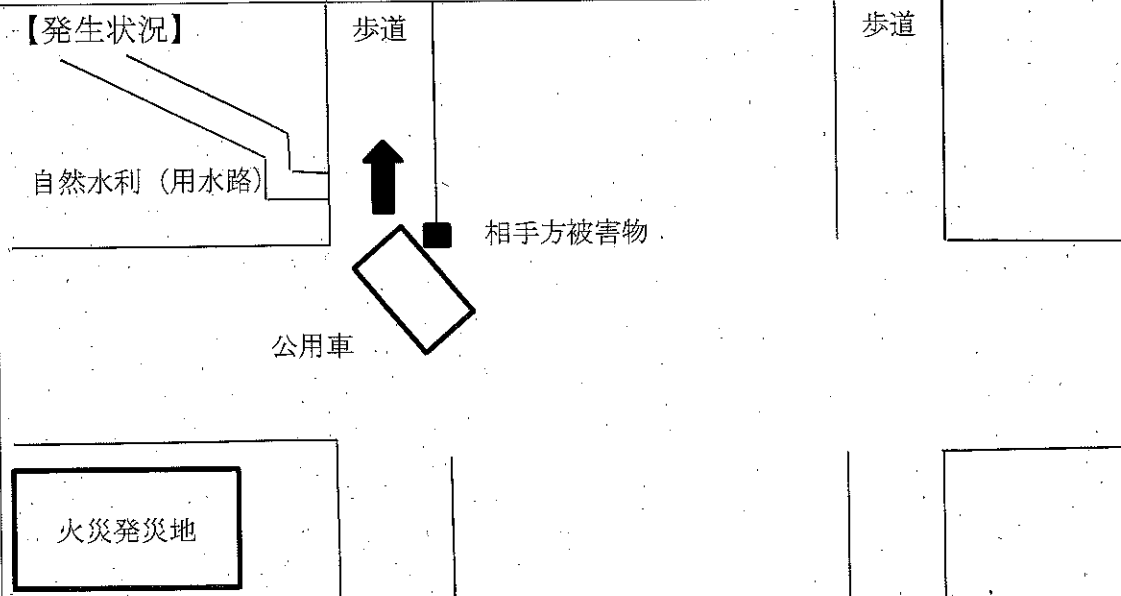 【発生状況】
歩道
歩道
自然水利（用水路）
相手方被害物
公用車
火災発災地